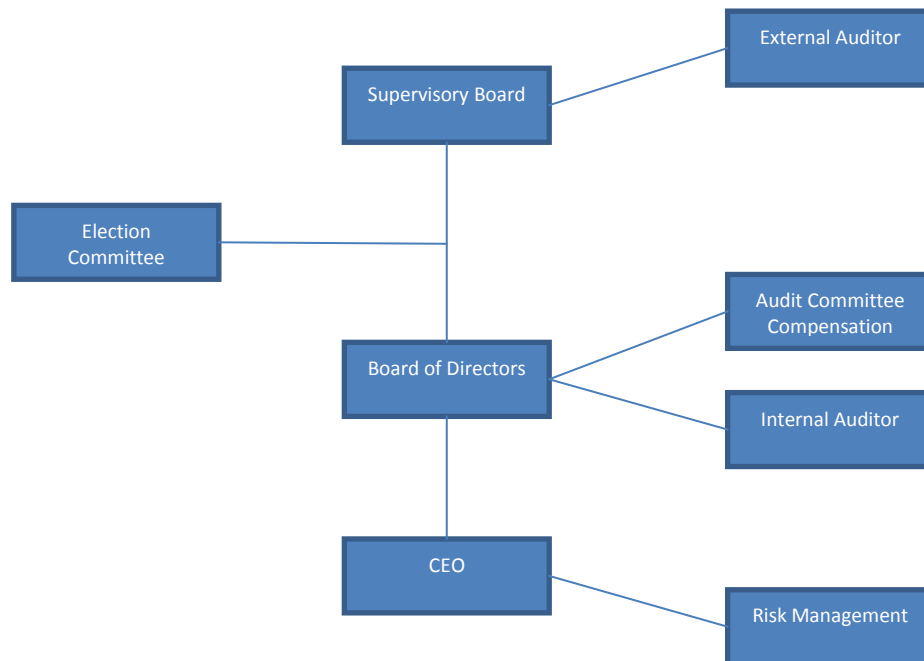 External Auditor
Supervisory Board
Election
Committee
Audit Committee
Compensation
Board of Directors
Internal Auditor
CEO
Risk Management